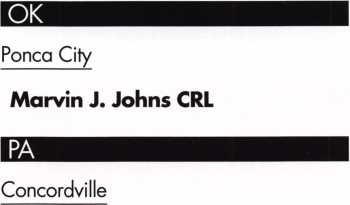 OK
Ponca City
Marvin J. Johns CRL
PA
Concordville